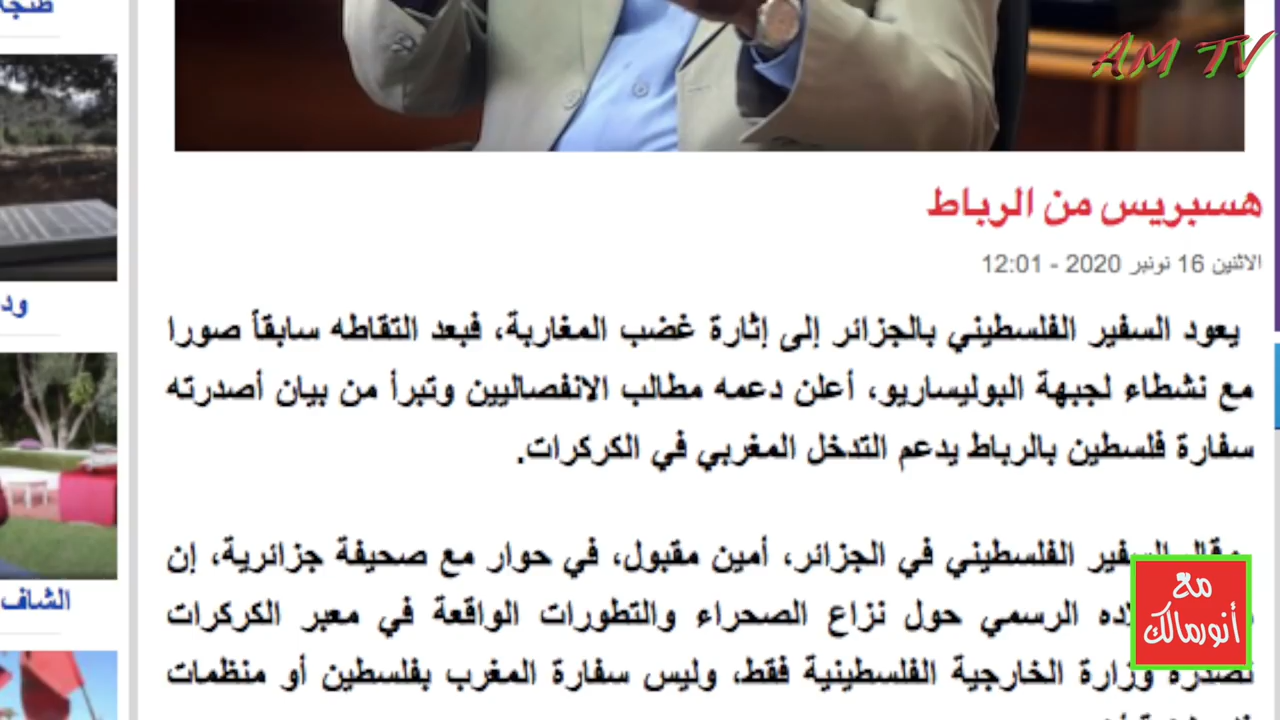 AM TV
هسبريس من الرباط
الاثنين 16 نونبر 2020 - 12:01
يعود السفير الفلسطيني بالجزائر إلى إثارة غضب المغاربة، فبعد التقاطه سابقاً صورا
مع نشطاء لجبهة البوليساريو، أعلن دعمه مطالب الانفصاليين وتبرأ من بيان أصدرته
سفارة فلسطين بالرباط يدعم التدخل المغربي في الكركرات.
السفير الفلسطيني في الجزائر، أمين مقبول، في حوار مع صحيفة جزائرية، إن
الرسمي حول نزاع الصحراء والتطورات الواقعة في معبر الكركرات
تصدره وزارة الخارجية الفلسطينية فقط، وليس سفارة المغرب بفلسطين أو منظمات
مع
أنورمالك
الشاف